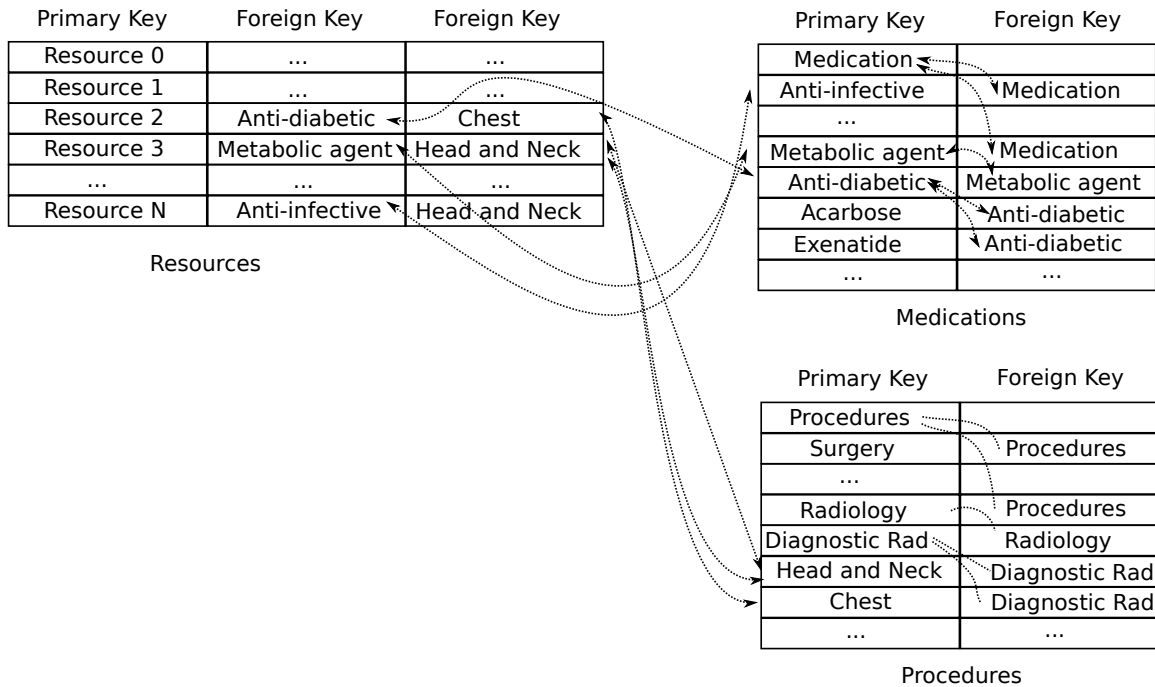 Primary Key Foreign Key Foreign Key
Resource 0 ... ...
Resource 1 ... ...
Resource 2 Anti-diabetic Chest
Resource 3 Metabolic agent Head and Neck
... ... ...
Resource N Anti-infective Head and Neck
Resources
Primary Key Foreign Key
Medication
Anti-infective Medication
...
Metabolic agent Medication
Anti-diabetic Metabolic agent
Acarbose Anti-diabetic
Exenatide Anti-diabetic
... ...
Medications
Primary Key Foreign Key
Procedures
Surgery Procedures
...
Radiology Procedures
Diagnostic Rad Radiology
Head and Neck Diagnostic Rad
Chest Diagnostic Rad
... ...
Procedures